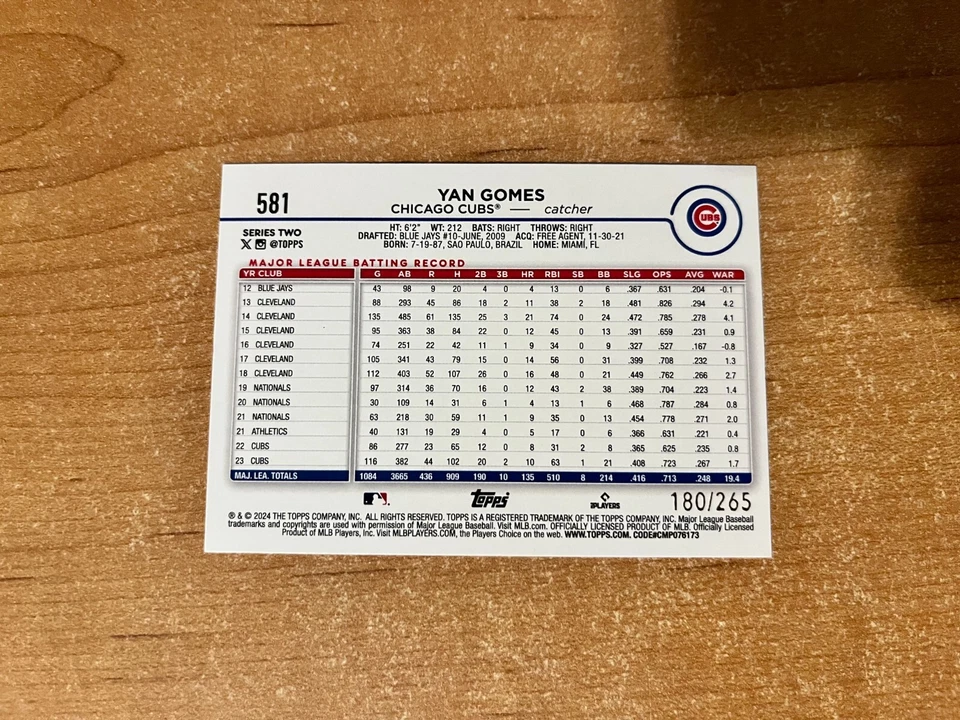 581
YAN GOMES
CHICAGO CUBS® — catcher
CUBS
SERIES TWO
X @TOPPS
HT: 6'2" WT: 212 BATS: RIGHT THROWS: RIGHT
DRAFTED: BLUE JAYS #10-JUNE, 2009 ACQ: FREE AGENT, 11-30-21
BORN: 7-19-87, SAO PAULO, BRAZIL HOME: MIAMI, FL
MAJOR LEAGUE BATTING RECORD
YR CLUB G AB R H 2B 3B HR RBI SB BB SLG OPS AVG WAR
12 BLUE JAYS 43 98 9 20 4 0 4 13 0 6 .367 .631 .204 -0.1
13 CLEVELAND 88 293 45 86 18 2 11 38 2 18 .481 .826 .294 4.2
14 CLEVELAND 135 485 61 135 25 3 21 74 0 24 .472 .785 .278 4.1
15 CLEVELAND 95 363 38 84 22 0 12 45 0 13 .391 .659 .231 0.9
16 CLEVELAND 74 251 22 42 11 1 9 34 0 9 .327 .527 .167 -0.8
17 CLEVELAND 105 341 43 79 15 0 14 56 0 31 .399 .708 .232 1.3
18 CLEVELAND 112 403 52 107 26 0 16 48 0 21 .449 .762 .266 2.7
19 NATIONALS 97 314 36 70 16 0 12 43 2 38 .389 .704 .223 1.4
20 NATIONALS 30 109 14 31 6 1 4 13 1 6 .468 .787 .284 0.8
21 NATIONALS 63 218 30 59 11 1 9 35 0 13 .454 .778 .271 2.0
21 ATHLETICS 40 131 19 29 4 0 5 17 0 6 .366 .631 .221 0.4
22 CUBS 86 277 23 65 12 0 8 31 2 8 .365 .625 .235 0.8
23 CUBS 116 382 44 102 20 2 10 63 1 21 .408 .723 .267 1.7
MAJ. LEA. TOTALS 1084 3665 436 909 190 10 135 510 8 214 .416 .713 .248 19.4
topps
PLAYERS
180/265
® & © 2024 THE TOPPS COMPANY, INC. ALL RIGHTS RESERVED. TOPPS IS A REGISTERED TRADEMARK OF THE TOPPS COMPANY, INC. Major League Baseball
trademarks and copyrights are used with permission of Major League Baseball. Visit MLB.com. OFFICIALLY LICENSED PRODUCT OF MLB. Officially Licensed
Product of MLB Players, Inc. Visit MLBPLAYERS.COM, the Players Choice on the web. WWW.TOPPS.COM. CODE#CMP076173